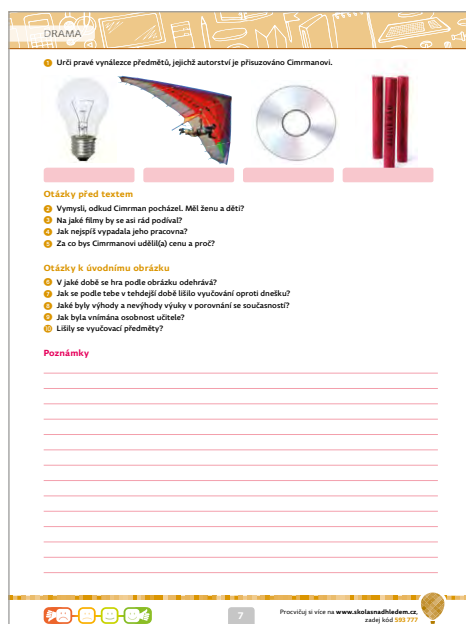 DRAMA
1 Urči pravé vynálezce předmětů, jejichž autorství je přisuzováno Cimrmanovi.
Otázky před textem
2 Vymysli, odkud Cimrman pocházel. Měl ženu a děti?
3 Na jaké filmy by se asi rád podíval?
4 Jak nejspíš vypadala jeho pracovna?
5 Za co bys Cimrmanovi udělil(a) cenu a proč?
Otázky k úvodnímu obrázku
6 V jaké době se hra podle obrázku odehrává?
7 Jak se podle tebe v tehdejší době lišilo vyučování oproti dnešku?
8 Jaké byly výhody a nevýhody výuky v porovnání se současností?
9 Jak byla vnímána osobnost učitele?
10 Lišily se vyučovací předměty?
Poznámky
7
Procvičuj si více na www.skolasnadhledem.cz,
zadej kód 593 777